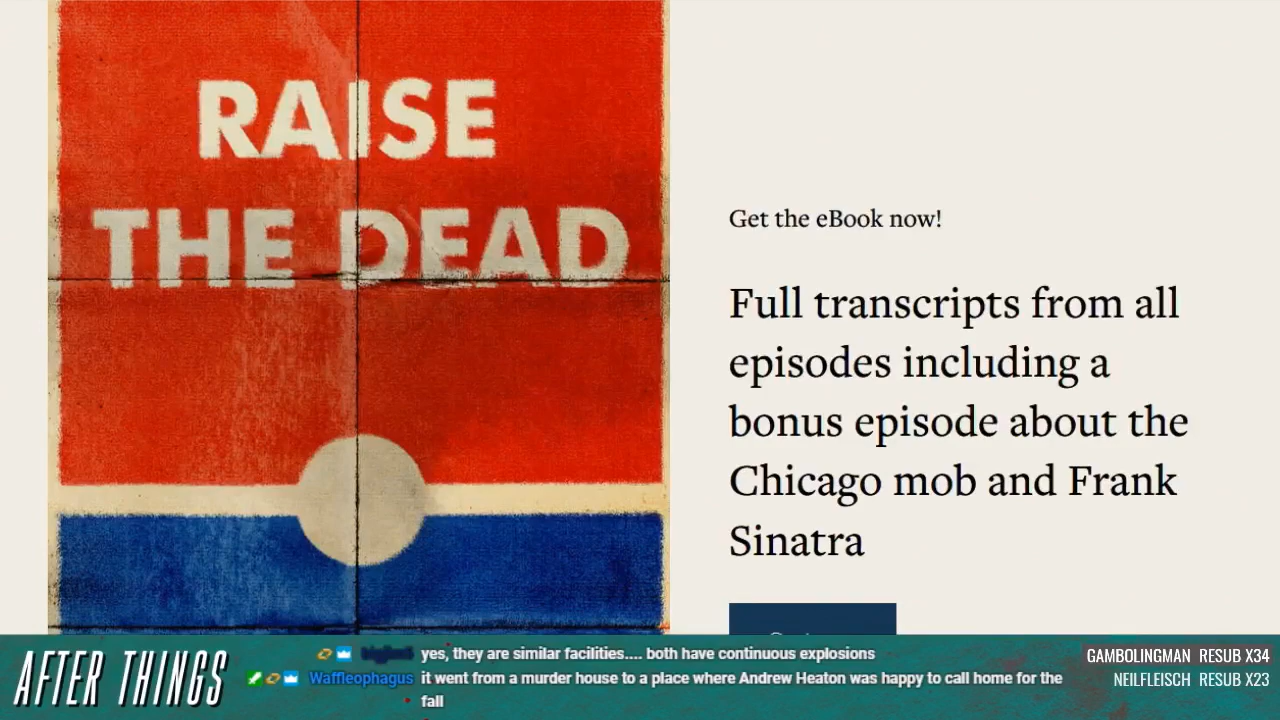 RAISE
THE DEAD
Get the eBook now!
Full transcripts from all
episodes including a
bonus episode about the
Chicago mob and Frank
Sinatra
AFTER THINGS
yes, they are similar facilities.... both have continuous explosions
Waffleophagus it went from a murder house to a place where Andrew Heaton was happy to call home for the
fall
GAMBOLINGMAN RESUB X34
NEILFLEISCH RESUB X23